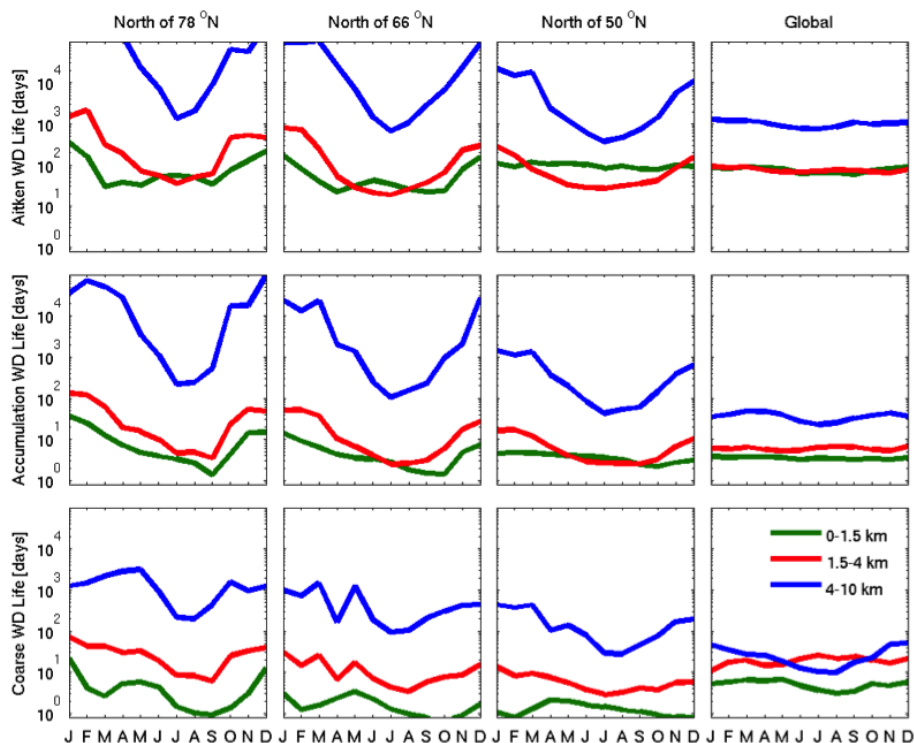 North of 78 °N North of 66 °N North of 50 °N Global
Aitken WD Life [days]
10^4
10^3
10^2
10^1
10^0
Accumulation WD Life [days]
10^4
10^3
10^2
10^1
10^0
Coarse WD Life [days]
10^4
10^3
10^2
10^1
10^0
0-1.5 km
1.5-4 km
4-10 km
J F M A M J J A S O N D J F M A M J J A S O N D J F M A M J J A S O N D J F M A M J J A S O N D